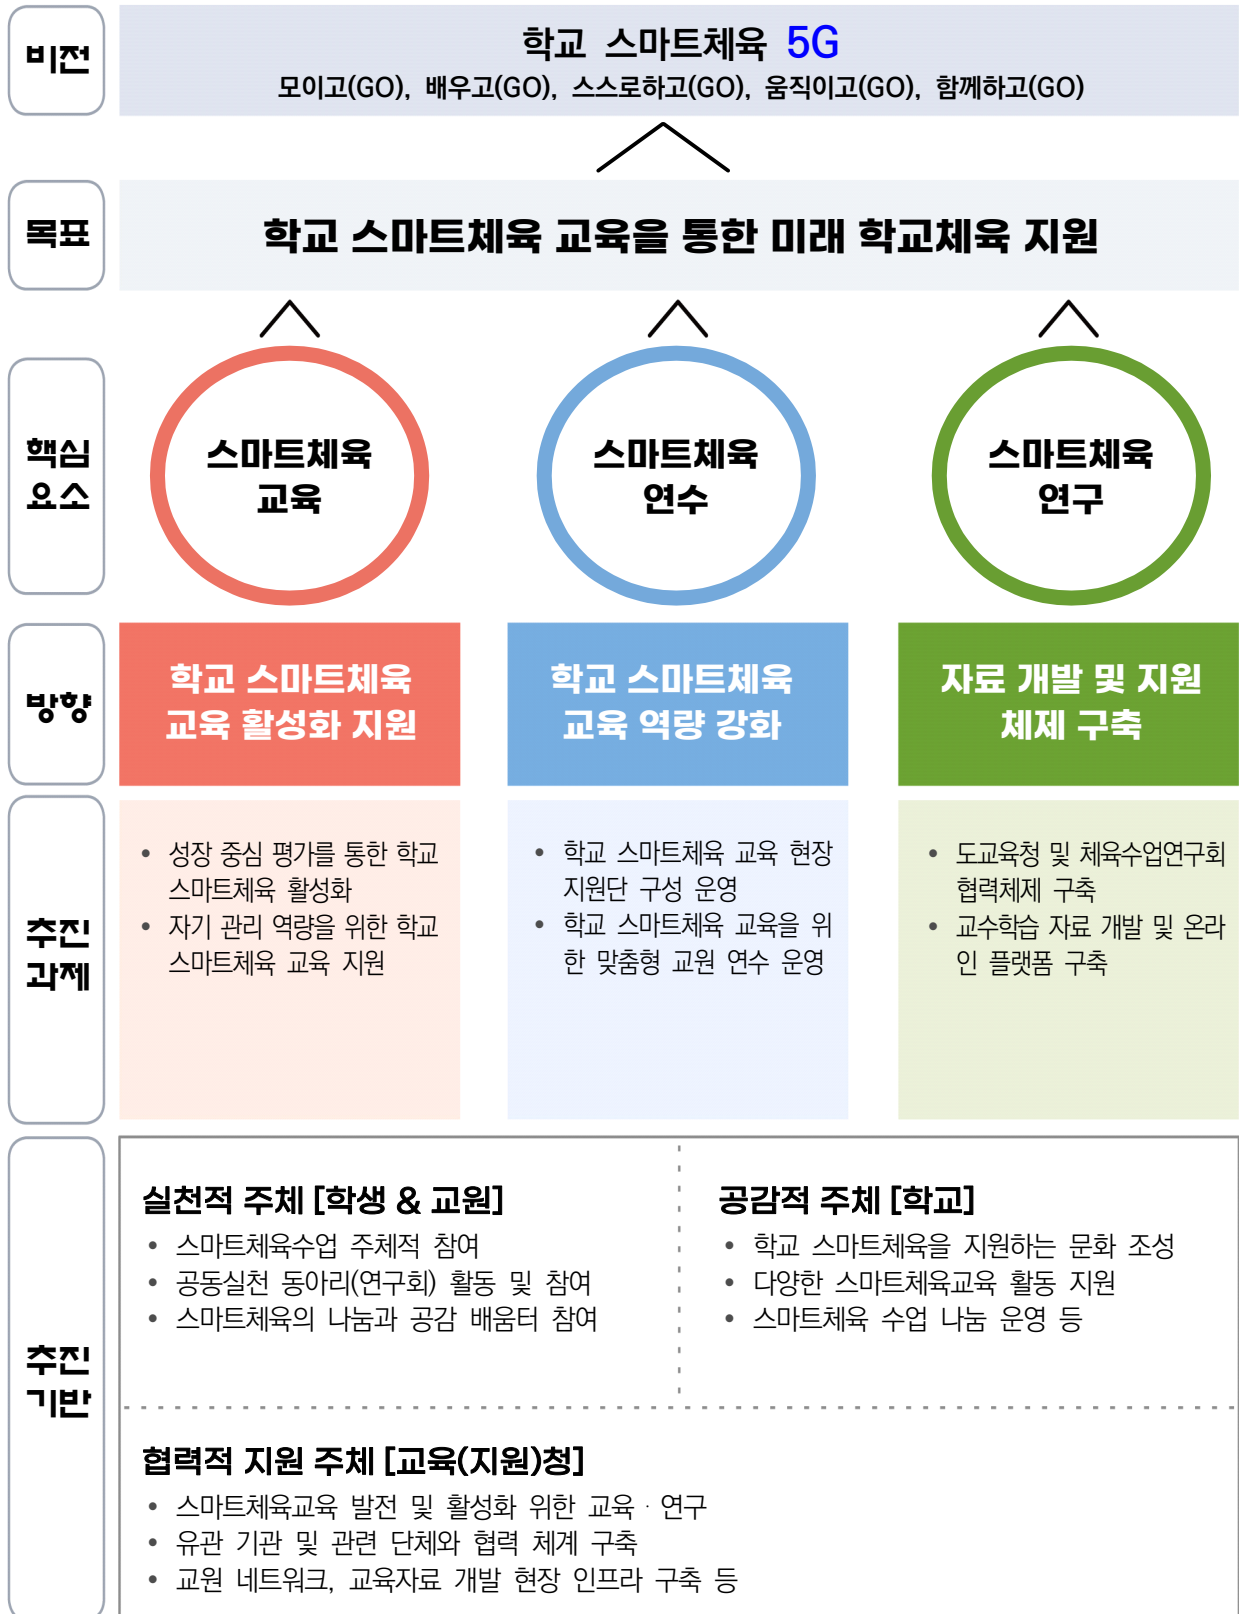 비전
학교 스마트체육 5G
모이고(GO), 배우고(GO), 스스로하고(GO), 움직이고(GO), 함께하고(GO)
목표
학교 스마트체육 교육을 통한 미래 학교체육 지원
핵심
요소
스마트체육
교육
스마트체육
연수
스마트체육
연구
방향
학교 스마트체육
교육 활성화 지원
학교 스마트체육
교육 역량 강화
자료 개발 및 지원
체제 구축
추진
과제
• 성장 중심 평가를 통한 학교
스마트체육 활성화
• 자기 관리 역량을 위한 학교
스마트체육 교육 지원
• 학교 스마트체육 교육 현장
지원단 구성 운영
• 학교 스마트체육 교육을 위
한 맞춤형 교원 연수 운영
• 도교육청 및 체육수업연구회
협력체제 구축
• 교수학습 자료 개발 및 온라
인 플랫폼 구축
추진
기반
실천적 주체 [학생 & 교원]
• 스마트체육수업 주체적 참여
• 공동실천 동아리(연구회) 활동 및 참여
• 스마트체육의 나눔과 공감 배움터 참여
공감적 주체 [학교]
• 학교 스마트체육을 지원하는 문화 조성
• 다양한 스마트체육교육 활동 지원
• 스마트체육 수업 나눔 운영 등
협력적 지원 주체 [교육(지원)청]
• 스마트체육교육 발전 및 활성화 위한 교육ㆍ연구
• 유관 기관 및 관련 단체와 협력 체계 구축
• 교원 네트워크, 교육자료 개발 현장 인프라 구축 등